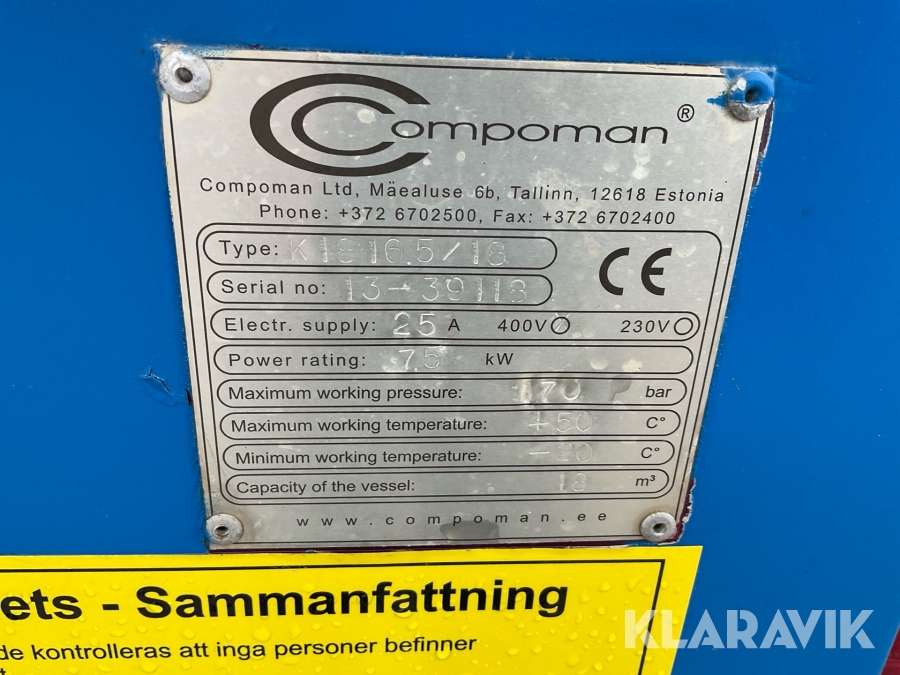 Compoman ®
Compoman Ltd, Mäealuse 6b, Tallinn, 12618 Estonia
Phone: +372 6702500, Fax: +372 6702400
Type: 16.5/18
Serial no: 13-39118
Electr. supply: 25 A 400V 230V
Power rating: 7.5 kW
Maximum working pressure: 170 bar
Maximum working temperature: +50 C°
Minimum working temperature: C°
Capacity of the vessel: 18 m³
www.compoman.ee
CE
ets - Sammanfattning
de kontrolleras att inga personer befinner
KLARAVIK